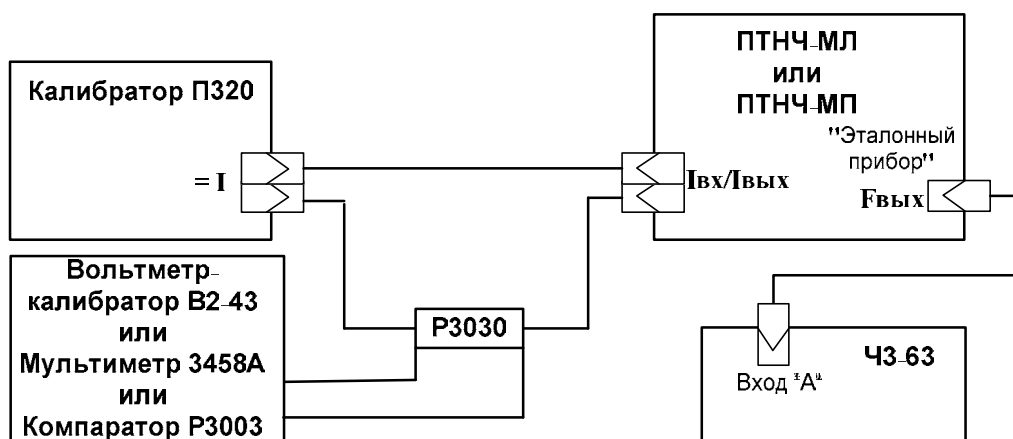 Калибратор П320
= I
ПТНЧ-МЛ
или
ПТНЧ-МП
"Эталонный
прибор"
Iвх/Iвых
Fвых
Вольтметр-
калибратор В2-43
или
Мультиметр 3458А
или
Компаратор Р3003
Р3030
Ч3-63
Вход "А"